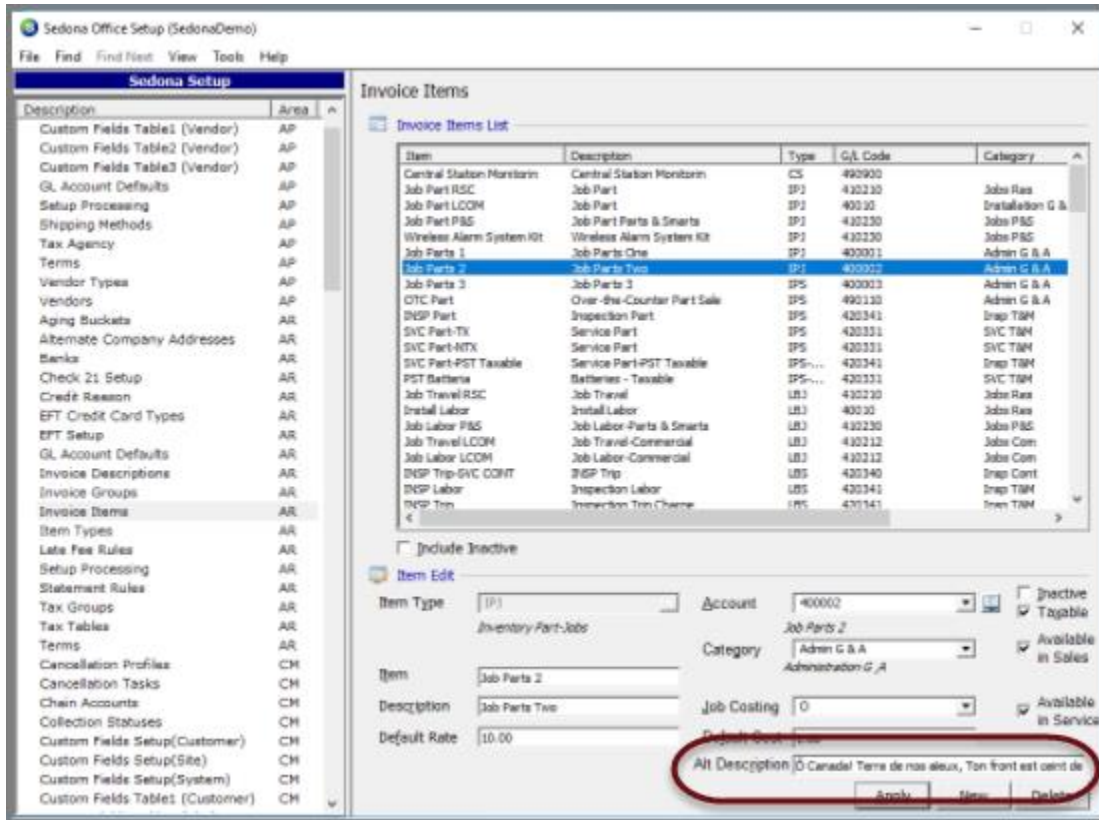 Sedona Office Setup (SedonaDemo)
File Find Find Next View Tools Help
Sedona Setup
Description Area
Custom Fields Table1 (Vendor) AP
Custom Fields Table2 (Vendor) AP
Custom Fields Table3 (Vendor) AP
GL Account Defaults AP
Setup Processing AP
Shipping Methods AP
Tax Agency AP
Terms AP
Vendor Types AP
Vendors AP
Aging Buckets AR
Alternate Company Addresses AR
Banks AR
Check 21 Setup AR
Credit Reason AR
EFT Credit Card Types AR
EFT Setup AR
GL Account Defaults AR
Invoice Descriptions AR
Invoice Groups AR
Invoice Items AR
Item Types AR
Late Fee Rules AR
Setup Processing AR
Statement Rules AR
Tax Groups AR
Tax Tables AR
Terms AR
Cancellation Profiles CM
Cancellation Tasks CM
Chain Accounts CM
Collection Statuses CM
Custom Fields Setup(Customer) CM
Custom Fields Setup(Site) CM
Custom Fields Setup(System) CM
Custom Fields Table1 (Customer) CM
Invoice Items
Invoice Items List
Item Description Type G/L Code Category
Central Station Monitorin Central Station Monitorin CS 490900
Job Part RSC Job Part IPJ 410210 Jobs Res
Job Part LCOM Job Part IPJ 40010 Installation G &
Job Part P&S Job Part Parts & Smarts IPJ 410230 Jobs P&S
Wireless Alarm System Kit Wireless Alarm System Kit IPJ 410230 Jobs P&S
Job Parts 1 Job Parts One IPJ 400001 Admin G & A
Job Parts 2 Job Parts Two IPJ 400002 Admin G & A
Job Parts 3 Job Parts 3 IPS 400003 Admin G & A
OTC Part Over-the-Counter Part Sale IPS 490110 Admin G & A
INSP Part Inspection Part IPS 420341 Insp T&M
SVC Part-TX Service Part IPS 420331 SVC T&M
SVC Part-NTX Service Part IPS 420331 SVC T&M
SVC Part-PST Taxable Service Part-PST Taxable IPS-... 420341 Insp T&M
PST Batteria Batteries - Taxable IPS-... 420331 SVC T&M
Job Travel RSC Job Travel LBJ 410210 Jobs Res
Install Labor Install Labor LBJ 40010 Jobs Res
Job Labor P&S Job Labor-Parts & Smarts LBJ 410230 Jobs P&S
Job Travel LCOM Job Travel-Commercial LBJ 410212 Jobs Com
Job Labor LCOM Job Labor-Commercial LBJ 410212 Jobs Com
INSP Trip-SVC CONT INSP Trip LBS 420340 Insp Cont
INSP Labor Inspection Labor LBS 420341 Insp T&M
INSP Trip Inspection Trip Charge LBS 420341 Insp T&M
Include Inactive
Item Edit
Item Type IPJ ... Account 400002 Inactive
Taxable
Inventory Part-Jobs Job Parts 2
Category Admin G & A Available in Sales
Administration G_A
Item Job Parts 2
Description Job Parts Two Job Costing O Available in Service
Default Rate 10.00 Default Cost
Alt Description O Canada! Terre de nos aieux, Ton front est ceint de
Apply New Delete